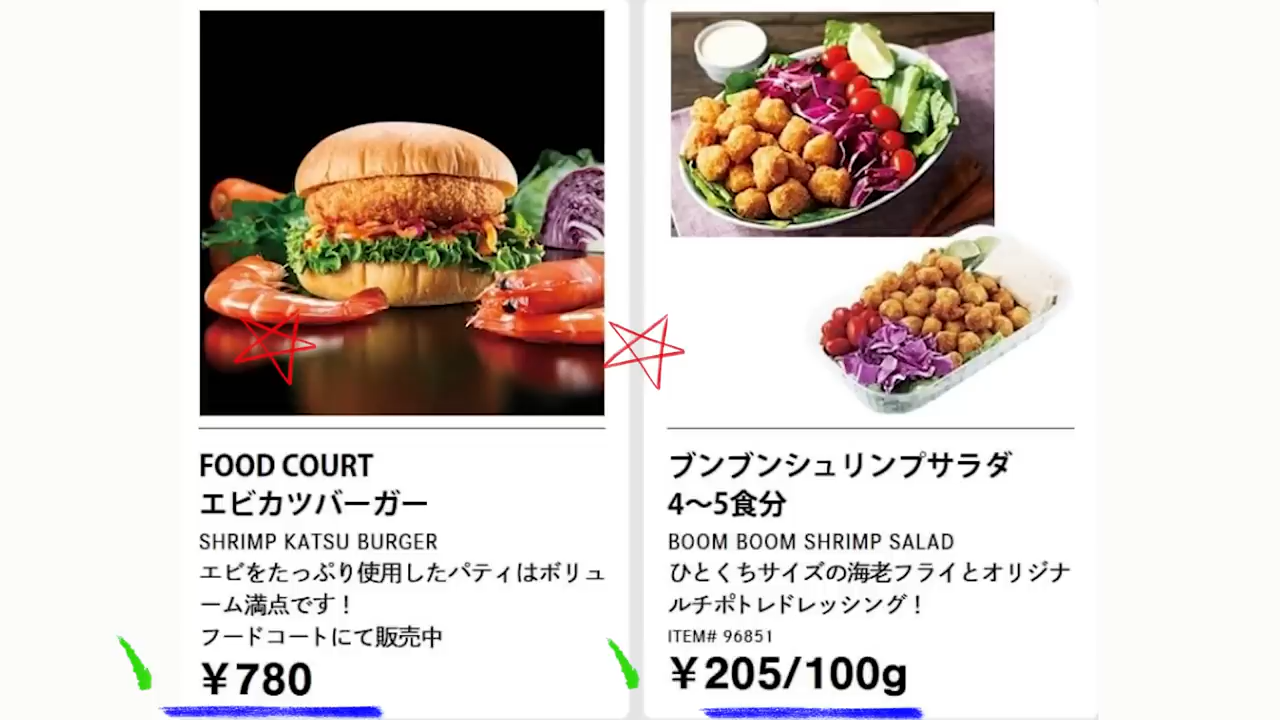 FOOD COURT
エビカツバーガー
SHRIMP KATSU BURGER
エビをたっぷり使用したパティはボリュ
ーム満点です！
フードコートにて販売中
￥780
ブンブンシュリンプサラダ
4～5食分
BOOM BOOM SHRIMP SALAD
ひとくちサイズの海老フライとオリジナ
ルチポトレドレッシング！
ITEM# 96851
￥205/100g